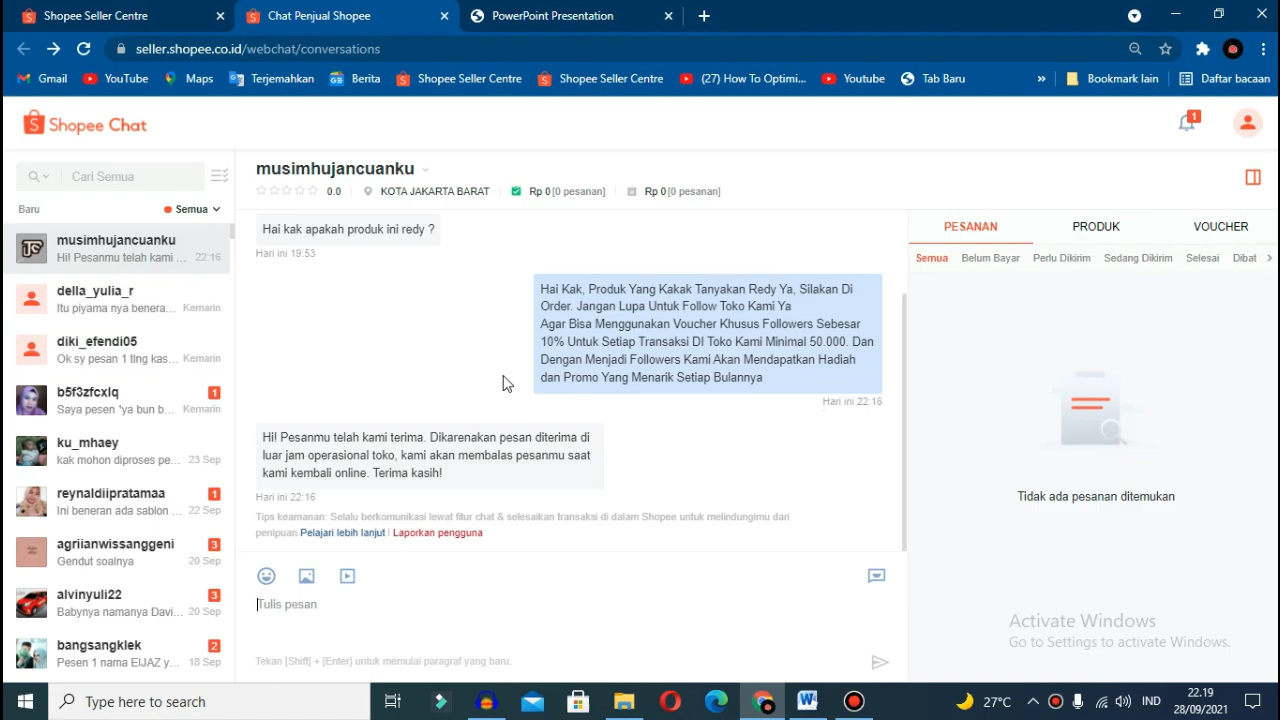 Shopee Seller Centre
Chat Penjual Shopee
PowerPoint Presentation
seller.shopee.co.id/webchat/conversations
Gmail
YouTube
Maps
Terjemahkan
Berita
Shopee Seller Centre
Shopee Seller Centre
(27) How To Optimi...
Youtube
Tab Baru
»
Bookmark lain
Daftar bacaan
Shopee Chat
1
Cari Semua
Baru
Semua
musimhujancuanku
Hi! Pesanmu telah kami ...
22:16
della_yulia_r
Itu piyama nya benera...
Kemarin
diki_efendi05
Ok sy pesan 1 tlng kas...
Kemarin
b5f3zfcxlq
1
Saya pesen 'ya bun b...
Kemarin
ku_mhaey
kak mohon diproses pe...
23 Sep
reynaldiipratamaa
1
Ini beneran ada sablon ...
22 Sep
agriianwissanggeni
3
Gendut soalnya
20 Sep
alvinyuli22
3
Babynya namanya Davi...
20 Sep
bangsangklek
2
Pesen 1 nama EIJAZ y...
18 Sep
musimhujancuanku
0.0
KOTA JAKARTA BARAT
Rp 0 [0 pesanan]
Rp 0 [0 pesanan]
Hai kak apakah produk ini redy ?
Hari ini 19:53
Hai Kak, Produk Yang Kakak Tanyakan Redy Ya, Silakan Di
Order. Jangan Lupa Untuk Follow Toko Kami Ya
Agar Bisa Menggunakan Voucher Khusus Followers Sebesar
10% Untuk Setiap Transaksi DI Toko Kami Minimal 50.000. Dan
Dengan Menjadi Followers Kami Akan Mendapatkan Hadiah
dan Promo Yang Menarik Setiap Bulannya
Hari ini 22:16
Hi! Pesanmu telah kami terima. Dikarenakan pesan diterima di
luar jam operasional toko, kami akan membalas pesanmu saat
kami kembali online. Terima kasih!
Hari ini 22:16
Tips keamanan: Selalu berkomunikasi lewat fitur chat & selesaikan transaksi di dalam Shopee untuk melindungimu dari
penipuan.Pelajari lebih lanjut | Laporkan pengguna
Tulis pesan
Tekan [Shift] + [Enter] untuk memulai paragraf yang baru.
PESANAN
PRODUK
VOUCHER
Semua
Belum Bayar
Perlu Dikirim
Sedang Dikirim
Selesai
Dibat
Tidak ada pesanan ditemukan
Activate Windows
Go to Settings to activate Windows.
Type here to search
27°C
IND
22.19
28/09/2021